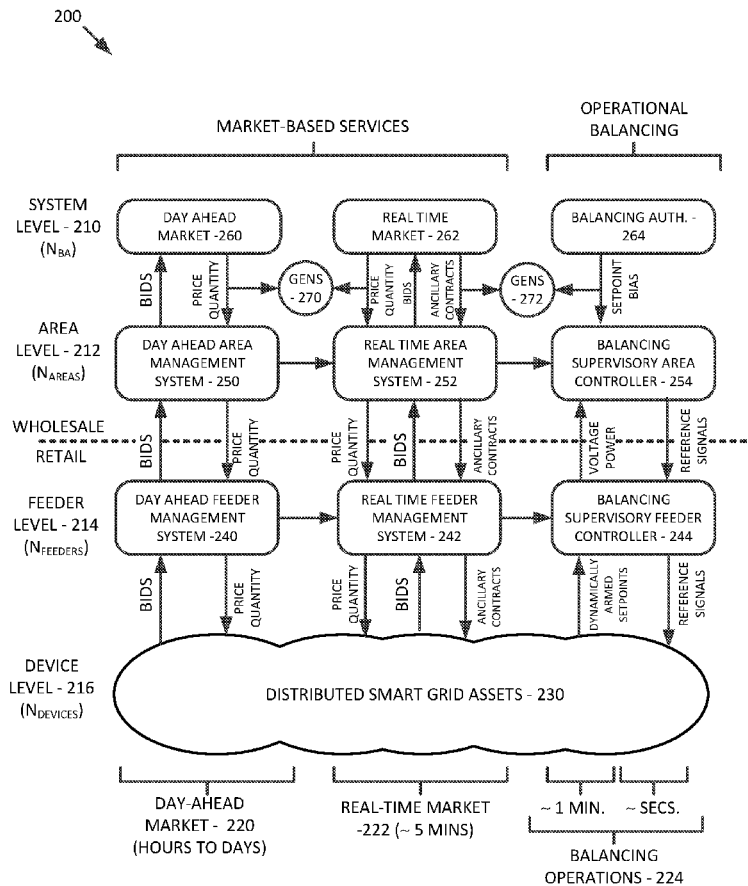 200
OPERATIONAL
BALANCING
MARKET-BASED SERVICES
SYSTEM
LEVEL - 210
(NBA)
DAY AHEAD
MARKET -260
REAL TIME
MARKET - 262
BALANCING AUTH. -
264
BIDS
PRICE
QUANTITY
GENS
- 270
PRICE
QUANTITY
BIDS
ANCILLARY
CONTRACTS
GENS
- 272
SETPOINT
BIAS
AREA
LEVEL - 212
(NAREAS)
DAY AHEAD AREA
MANAGEMENT
SYSTEM - 250
REAL TIME AREA
MANAGEMENT
SYSTEM - 252
BALANCING
SUPERVISORY AREA
CONTROLLER - 254
WHOLESALE
RETAIL
BIDS
PRICE
QUANTITY
PRICE
QUANTITY
BIDS
ANCILLARY
CONTRACTS
VOLTAGE
POWER
REFERENCE
SIGNALS
FEEDER
LEVEL - 214
(NFEEDERS)
DAY AHEAD FEEDER
MANAGEMENT
SYSTEM -240
REAL TIME FEEDER
MANAGEMENT
SYSTEM - 242
BALANCING
SUPERVISORY FEEDER
CONTROLLER - 244
BIDS
PRICE
QUANTITY
PRICE
QUANTITY
BIDS
ANCILLARY
CONTRACTS
DYNAMICALLY
ARMED
SETPOINTS
REFERENCE
SIGNALS
DEVICE
LEVEL - 216
(NDEVICES)
DISTRIBUTED SMART GRID ASSETS - 230
DAY-AHEAD
MARKET - 220
(HOURS TO DAYS)
REAL-TIME MARKET
-222 (~ 5 MINS)
~ 1 MIN.
~ SECS.
BALANCING
OPERATIONS - 224